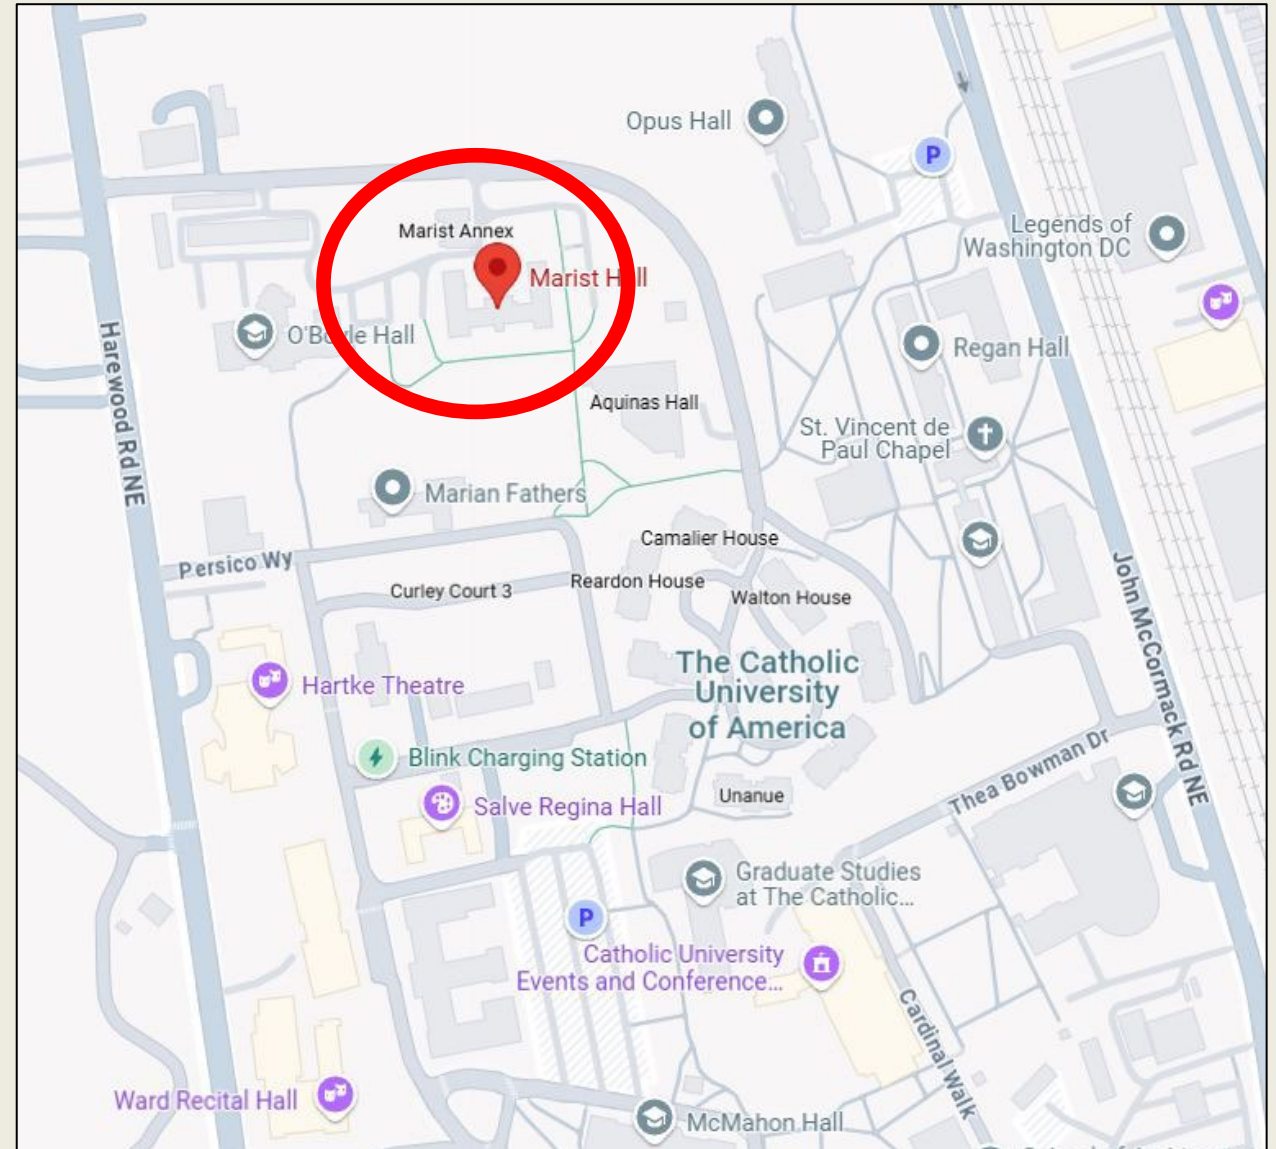 Opus Hall
P
Legends of
Washington DC
Marist Annex
Marist H ll
O'Boyle Hall
Harewood Rd NE
Regan Hall
Aquinas Hall
St. Vincent de
Paul Chapel
Marian Fathers
Camalier House
Persico Wy
Curley Court 3
Reardon House
Walton House
John McCormack Rd NE
The Catholic
University
of America
Hartke Theatre
Blink Charging Station
Salve Regina Hall
Unanue
Thea Bowman Dr
Graduate Studies
at The Catholic...
P
Catholic University
Events and Conference...
Cardinal Walk
Ward Recital Hall
McMahon Hall